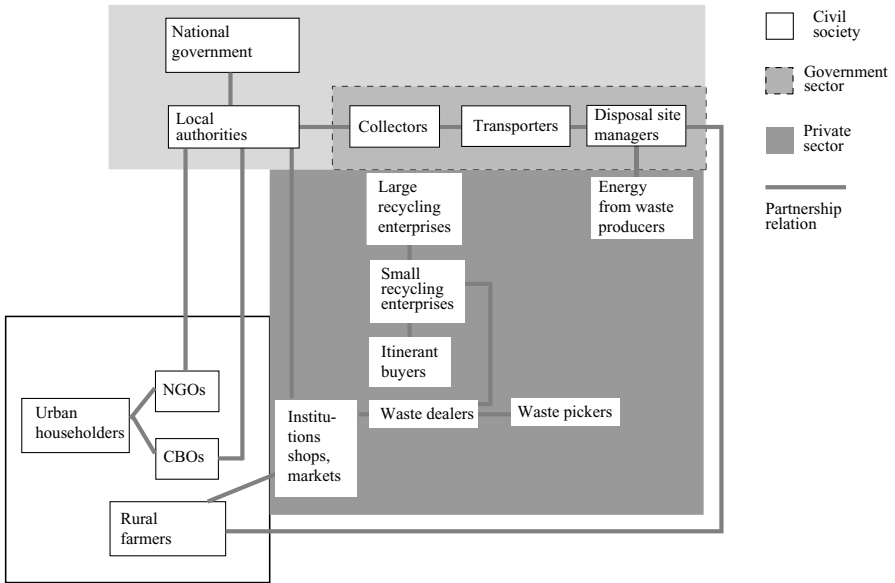 National
government
Local
authorities
Collectors
Transporters
Disposal site
managers
Large
recycling
enterprises
Energy
from waste
producers
Small
recycling
enterprises
Itinerant
buyers
NGOs
Urban
householders
CBOs
Institu-
tions
shops,
markets
Waste dealers
Waste pickers
Rural
farmers
Civil
society
Government
sector
Private
sector
Partnership
relation